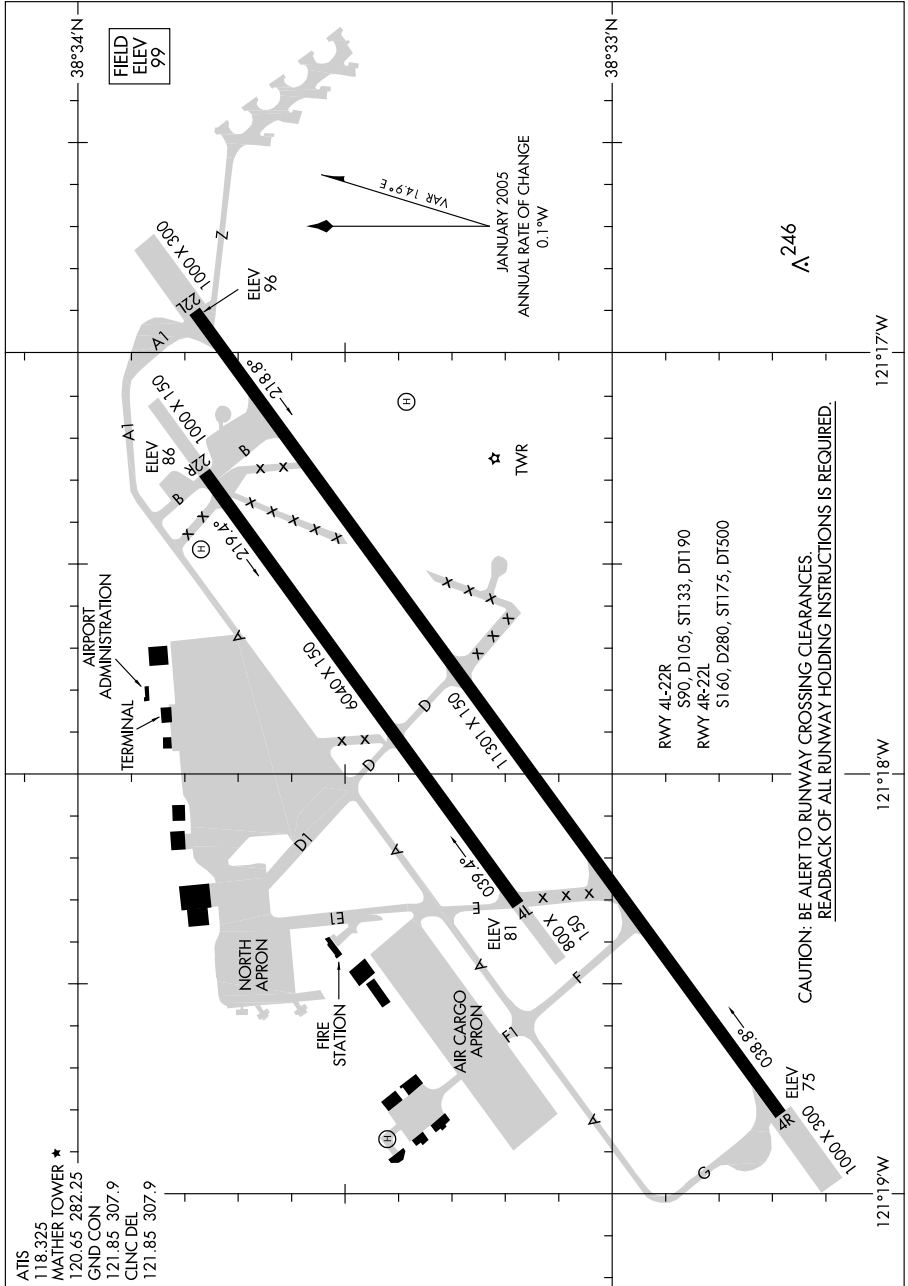 ATIS
118.325
MATHER TOWER ★
120.65 282.25
GND CON
121.85 307.9
CLNC DEL
121.85 307.9
FIELD
ELEV
99
38°34'N
38°33'N
121°19'W
121°18'W
121°17'W
TERMINAL
AIRPORT
ADMINISTRATION
NORTH
APRON
FIRE
STATION
AIR CARGO
APRON
H
H
H
A1
A1
A
A
A
A
B
B
D
D
D1
E
E1
F
F1
G
Z
ELEV
86
22R
1000 X 150
219.4°
6040 X 150
039.4°
4L
ELEV
81
800 X
150
1000 X 300
22L
ELEV
96
218.8°
11301 X 150
038.8°
4R
ELEV
75
1000 X 300
X X
X X X X X
X X
X X
X X X
X X X X
X X X
TWR
VAR 14.9°E
JANUARY 2005
ANNUAL RATE OF CHANGE
0.1°W
246
RWY 4L-22R
S90, D105, ST133, DT190
RWY 4R-22L
S160, D280, ST175, DT500
CAUTION: BE ALERT TO RUNWAY CROSSING CLEARANCES.
READBACK OF ALL RUNWAY HOLDING INSTRUCTIONS IS REQUIRED.